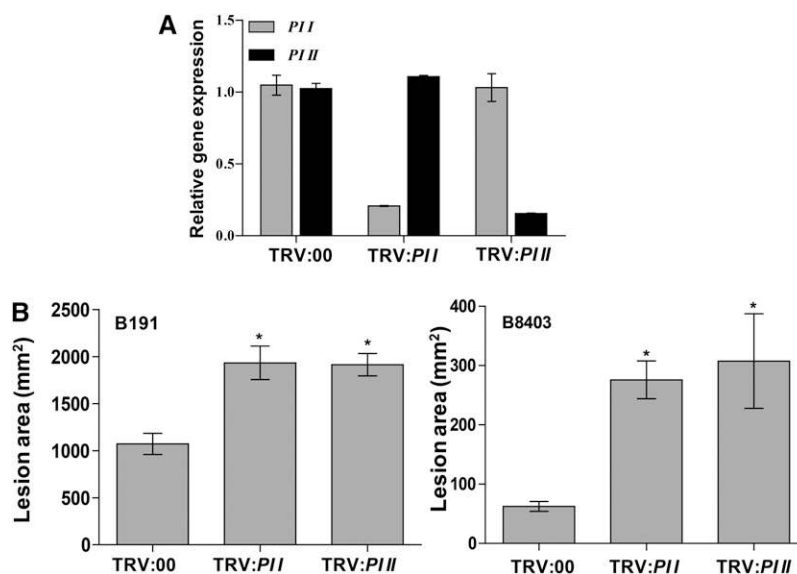 A
PI I
PI II
Relative gene expression
1.5
1.0
0.5
0.0
TRV:00 TRV:PI I TRV:PI II
B
B191
Lesion area (mm²)
2500
2000
1500
1000
500
0
* *
TRV:00 TRV:PI I TRV:PI II
B8403
Lesion area (mm²)
400
300
200
100
0
* *
TRV:00 TRV:PI I TRV:PI II